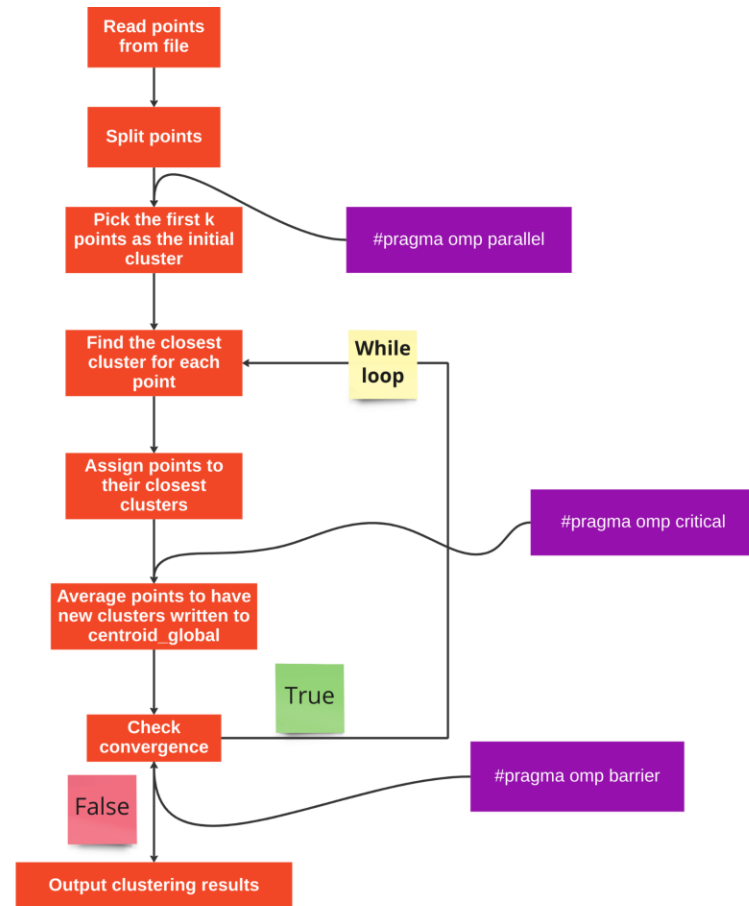 Read points
from file
Split points
Pick the first k
points as the initial
cluster
#pragma omp parallel
Find the closest
cluster for each
point
While
loop
Assign points to
their closest
clusters
#pragma omp critical
Average points to have
new clusters written to
centroid_global
True
Check
convergence
#pragma omp barrier
False
Output clustering results